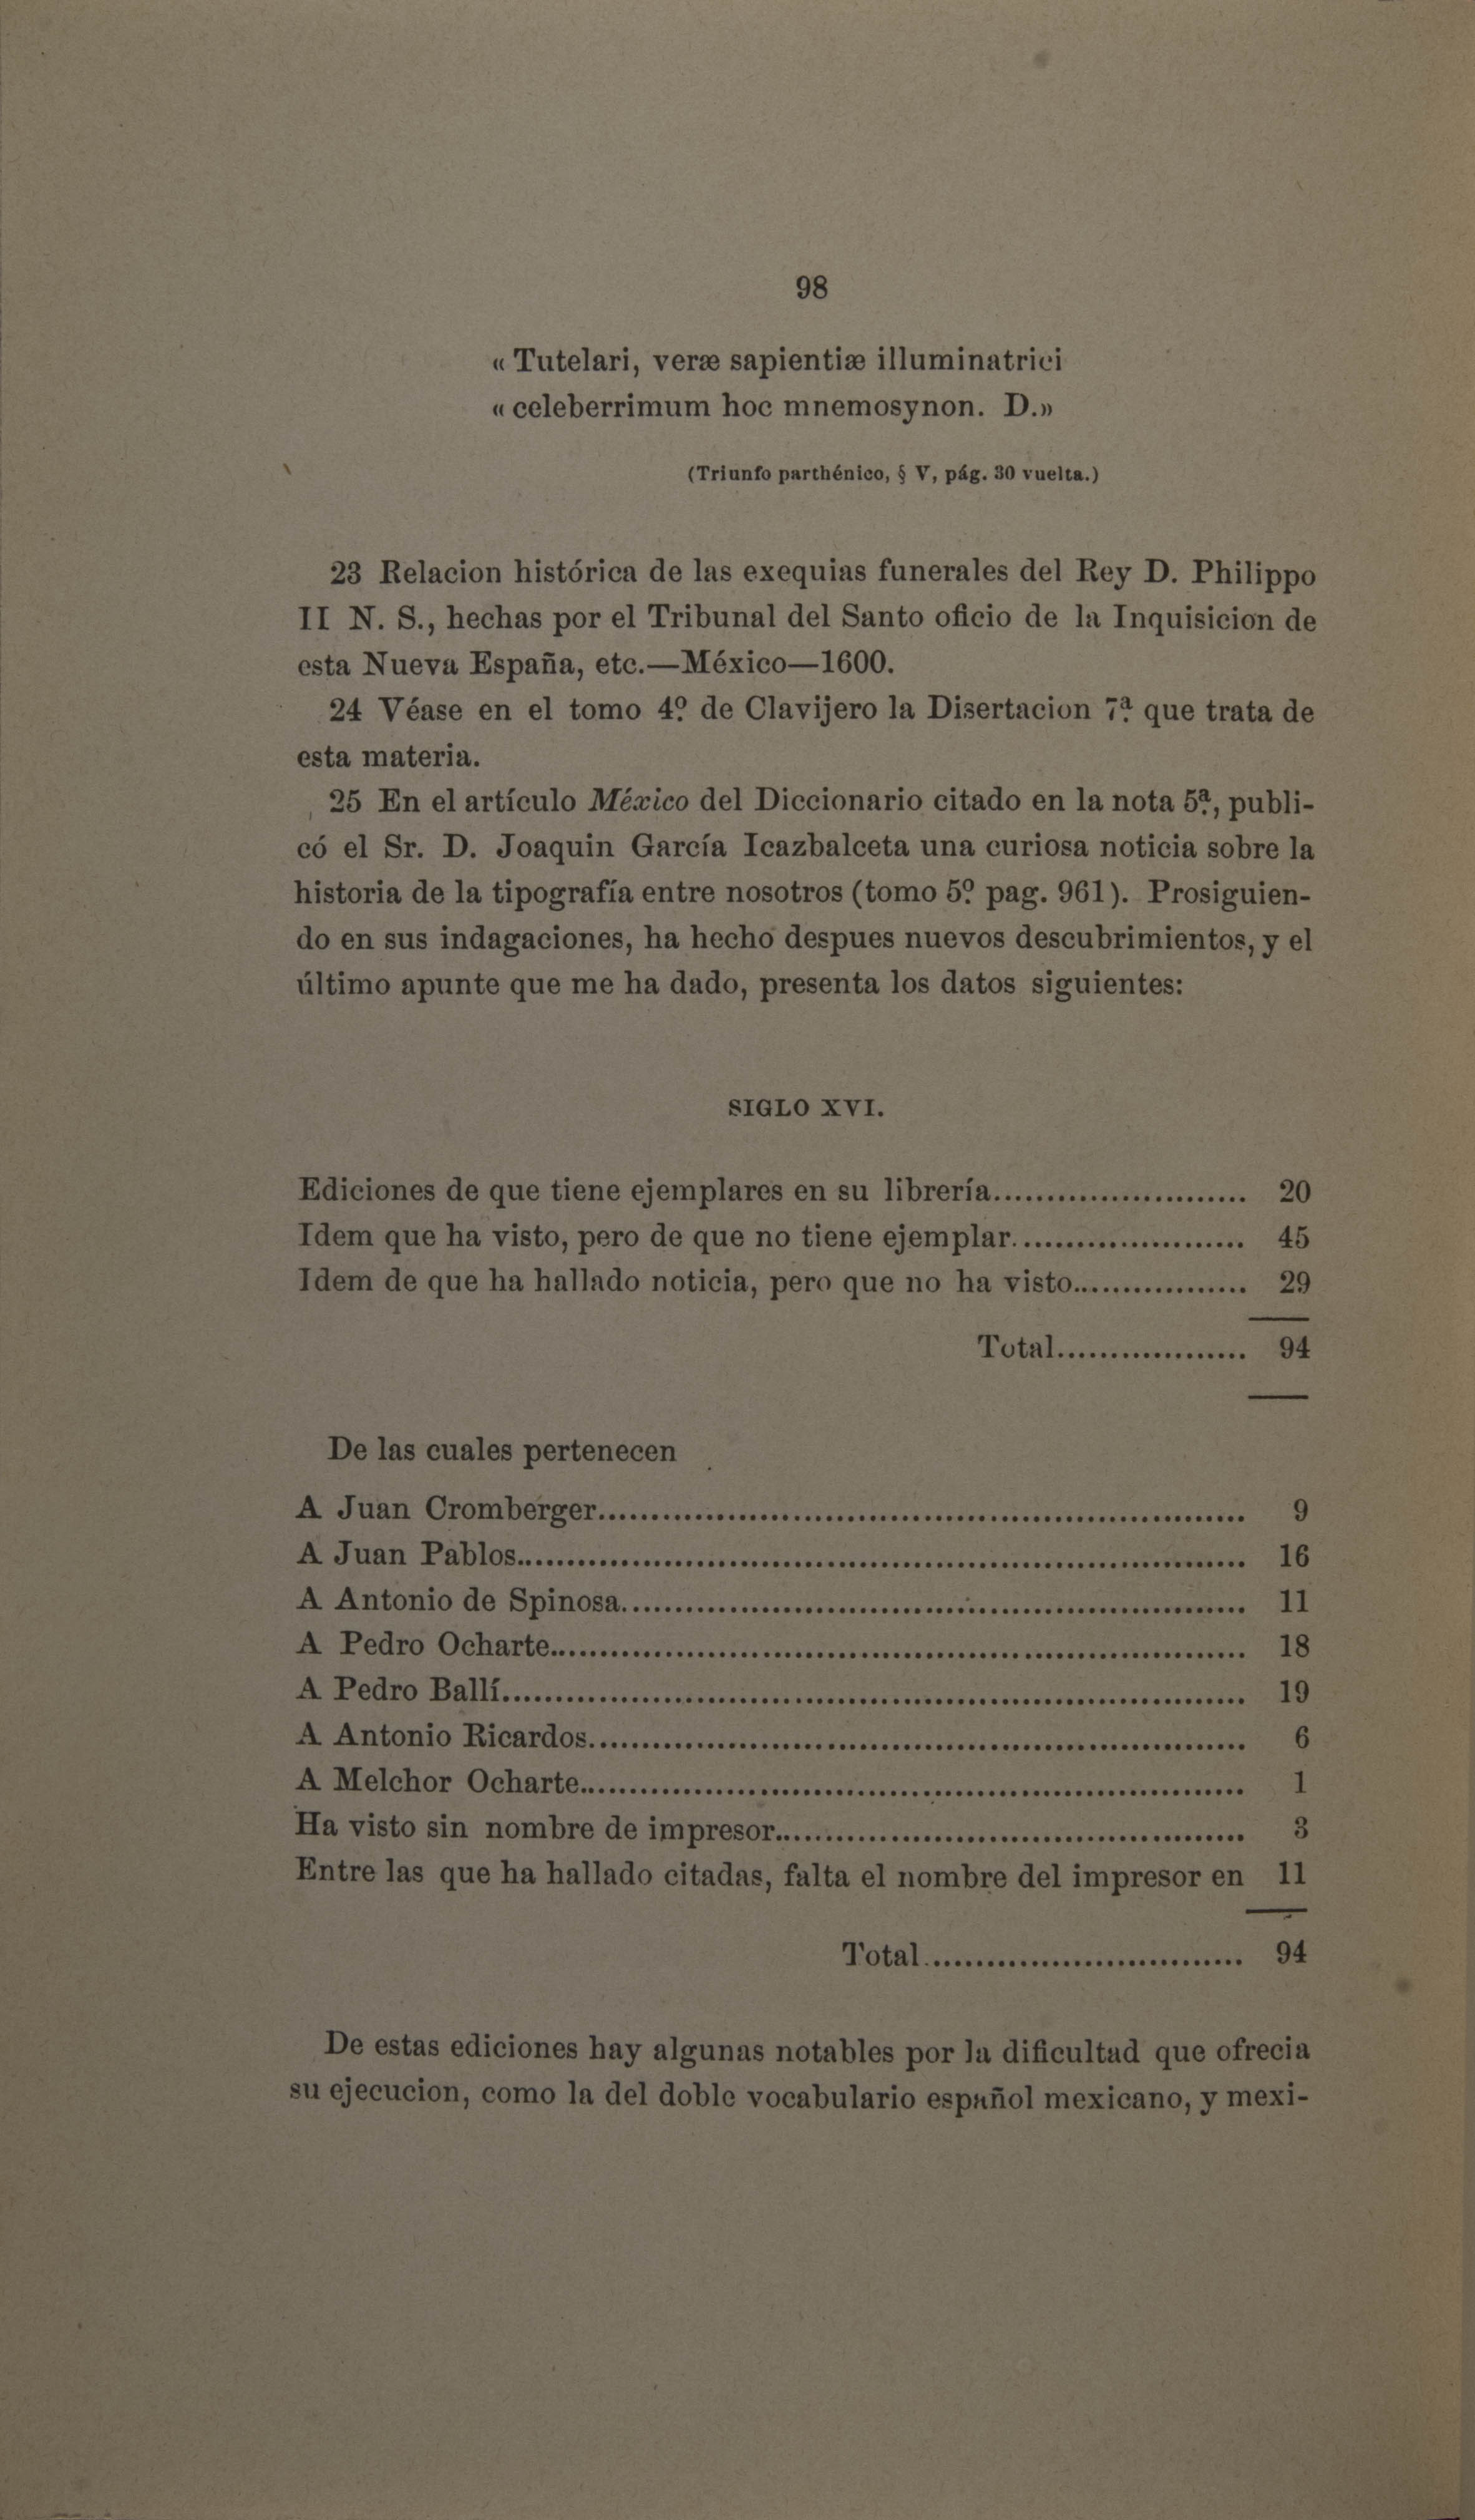 98
« Tutelari, veræ sapientiæ illuminatrici
« celeberrimum hoc mnemosynon. D.»
(Triunfo parthénico, § V, pág. 30 vuelta.)
23 Relacion histórica de las exequias funerales del Rey D. Philippo
II N. S., hechas por el Tribunal del Santo oficio de la Inquisicion de
esta Nueva España, etc.—México—1600.
24 Véase en el tomo 4º de Clavijero la Disertacion 7ª que trata de
esta materia.
25 En el artículo México del Diccionario citado en la nota 5ª, publi-
có el Sr. D. Joaquin García Icazbalceta una curiosa noticia sobre la
historia de la tipografía entre nosotros (tomo 5º pag. 961). Prosiguien-
do en sus indagaciones, ha hecho despues nuevos descubrimientos, y el
último apunte que me ha dado, presenta los datos siguientes:
SIGLO XVI.
Ediciones de que tiene ejemplares en su librería........................ 20
Idem que ha visto, pero de que no tiene ejemplar...................... 45
Idem de que ha hallado noticia, pero que no ha visto................. 29
Total.................. 94
De las cuales pertenecen
A Juan Cromberger............................................................ 9
A Juan Pablos.................................................................... 16
A Antonio de Spinosa........................................................... 11
A Pedro Ocharte................................................................. 18
A Pedro Ballí...................................................................... 19
A Antonio Ricardos.............................................................. 6
A Melchor Ocharte.............................................................. 1
Ha visto sin nombre de impresor............................................ 3
Entre las que ha hallado citadas, falta el nombre del impresor en 11
Total.............................. 94
De estas ediciones hay algunas notables por la dificultad que ofrecia
su ejecucion, como la del doble vocabulario español mexicano, y mexi-